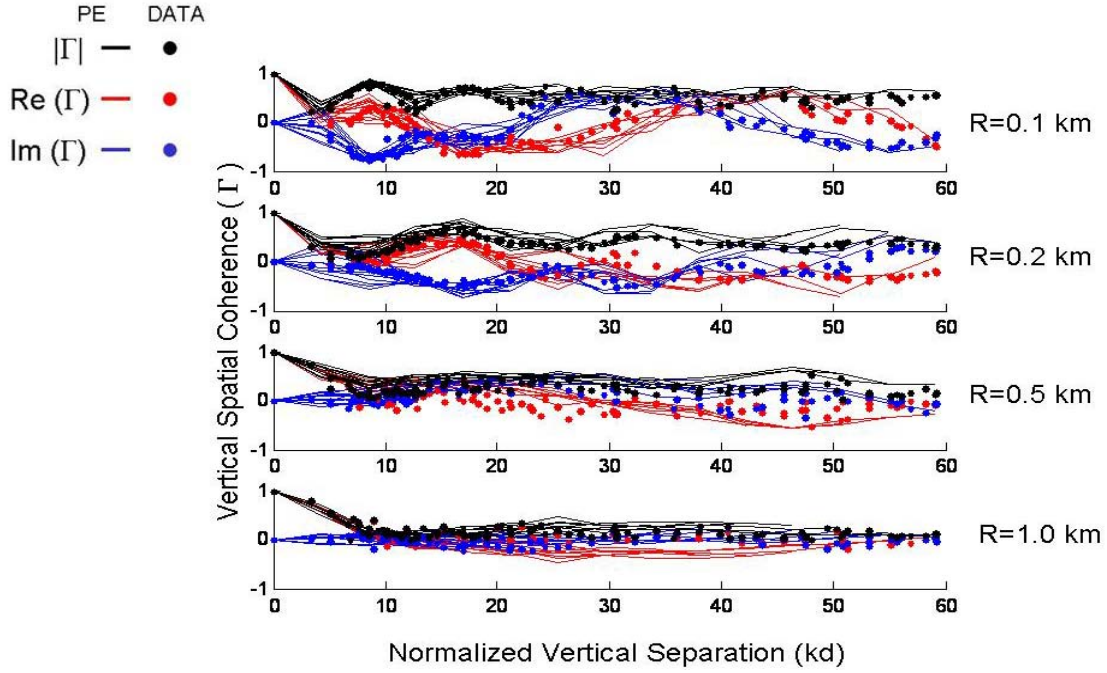 PE DATA
|Γ|
Re (Γ)
Im (Γ)
Vertical Spatial Coherence ( Γ )
1
0
-1
0 10 20 30 40 50 60
R=0.1 km
1
0
-1
0 10 20 30 40 50 60
R=0.2 km
1
0
-1
0 10 20 30 40 50 60
R=0.5 km
1
0
-1
0 10 20 30 40 50 60
R=1.0 km
Normalized Vertical Separation (kd)